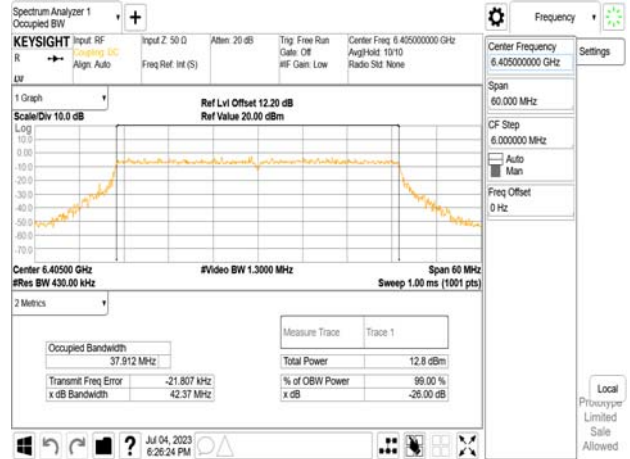 Spectrum Analyzer 1
Occupied BW
Frequency
KEYSIGHT
Input: RF
Coupling: DC
Align: Auto
Input Z: 50 Ω
Freq Ref: Int (S)
Atten: 20 dB
Trig: Free Run
Gate: Off
#IF Gain: Low
Center Freq: 6.405000000 GHz
Avg|Hold: 10/10
Radio Std: None
R
LXI
Center Frequency
6.405000000 GHz
Settings
Span
60.000 MHz
CF Step
6.000000 MHz
Auto
Man
Freq Offset
0 Hz
1 Graph
Ref Lvl Offset 12.20 dB
Scale/Div 10.0 dB
Ref Value 20.00 dBm
Log
10.0
0.00
-10.0
-20.0
-30.0
-40.0
-50.0
-60.0
-70.0
Center 6.40500 GHz
#Video BW 1.3000 MHz
Span 60 MHz
#Res BW 430.00 kHz
Sweep 1.00 ms (1001 pts)
2 Metrics
Measure Trace
Trace 1
Occupied Bandwidth
37.912 MHz
Total Power
12.8 dBm
Transmit Freq Error
-21.807 kHz
% of OBW Power
99.00 %
x dB Bandwidth
42.37 MHz
x dB
-26.00 dB
Local
Prototype
Limited
Sale
Allowed
?
Jul 04, 2023
6:26:24 PM